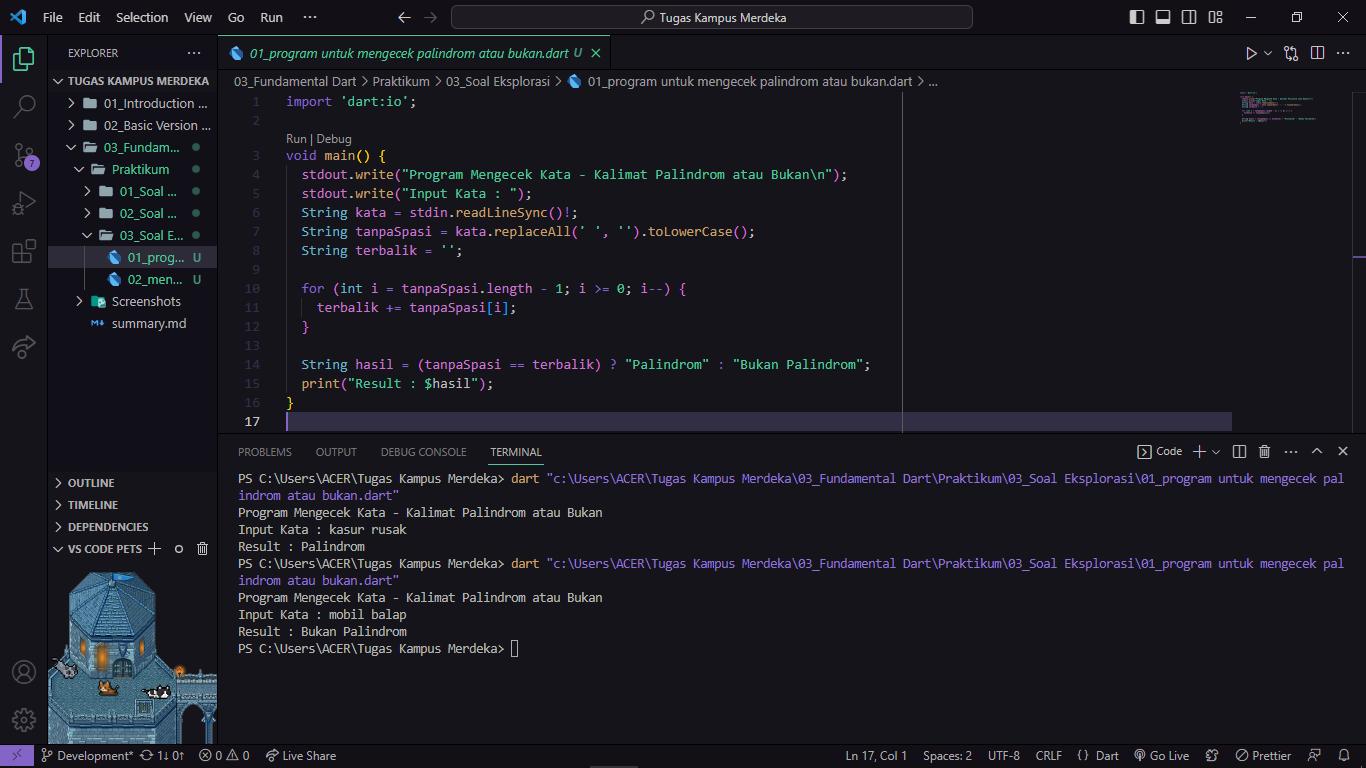 File Edit Selection View Go Run ··· Tugas Kampus Merdeka
EXPLORER ···
TUGAS KAMPUS MERDEKA
01_Introduction ...
02_Basic Version ...
03_Fundam...
Praktikum
01_Soal ...
02_Soal ...
03_Soal E...
01_prog... U
02_men... U
Screenshots
summary.md
OUTLINE
TIMELINE
DEPENDENCIES
VS CODE PETS
7
01_program untuk mengecek palindrom atau bukan.dart U
03_Fundamental Dart > Praktikum > 03_Soal Eksplorasi > 01_program untuk mengecek palindrom atau bukan.dart > ...
1 import 'dart:io';
2
Run | Debug
3 void main() {
4 stdout.write("Program Mengecek Kata - Kalimat Palindrom atau Bukan\n");
5 stdout.write("Input Kata : ");
6 String kata = stdin.readLineSync()!;
7 String tanpaSpasi = kata.replaceAll(' ', '').toLowerCase();
8 String terbalik = '';
9
10 for (int i = tanpaSpasi.length - 1; i >= 0; i--) {
11 terbalik += tanpaSpasi[i];
12 }
13
14 String hasil = (tanpaSpasi == terbalik) ? "Palindrom" : "Bukan Palindrom";
15 print("Result : $hasil");
16 }
17
PROBLEMS OUTPUT DEBUG CONSOLE TERMINAL Code
PS C:\Users\ACER\Tugas Kampus Merdeka> dart "c:\Users\ACER\Tugas Kampus Merdeka\03_Fundamental Dart\Praktikum\03_Soal Eksplorasi\01_program untuk mengecek pal
indrom atau bukan.dart"
Program Mengecek Kata - Kalimat Palindrom atau Bukan
Input Kata : kasur rusak
Result : Palindrom
PS C:\Users\ACER\Tugas Kampus Merdeka> dart "c:\Users\ACER\Tugas Kampus Merdeka\03_Fundamental Dart\Praktikum\03_Soal Eksplorasi\01_program untuk mengecek pal
indrom atau bukan.dart"
Program Mengecek Kata - Kalimat Palindrom atau Bukan
Input Kata : mobil balap
Result : Bukan Palindrom
PS C:\Users\ACER\Tugas Kampus Merdeka>
Development* 1↓ 0↑ 0 0 Live Share Ln 17, Col 1 Spaces: 2 UTF-8 CRLF {} Dart Go Live Prettier